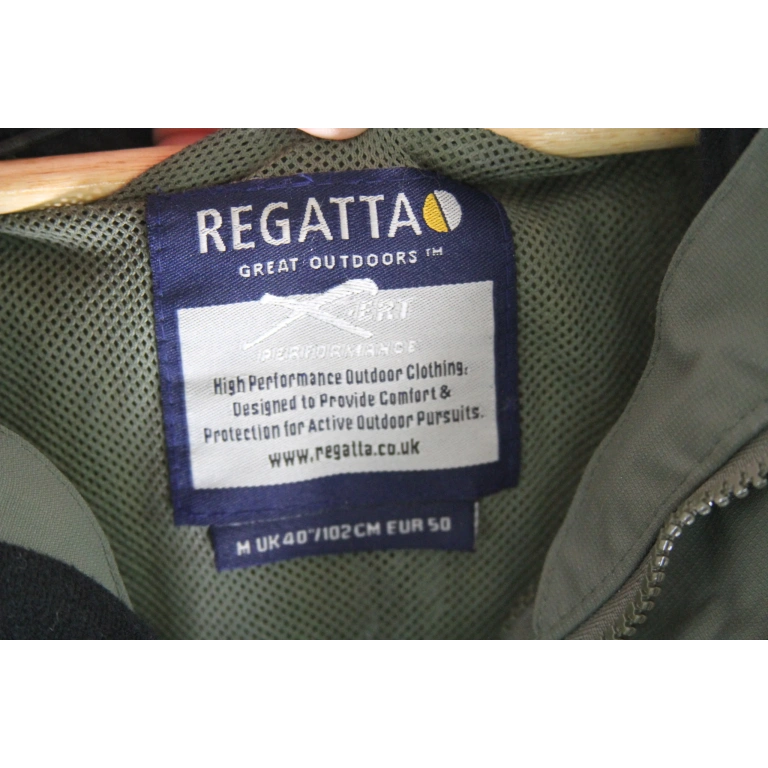 REGATTA
GREAT OUTDOORS ™
X-ERT
PERFORMANCE
High Performance Outdoor Clothing:
Designed to Provide Comfort &
Protection for Active Outdoor Pursuits.
www.regatta.co.uk
M UK 40"/102CM EUR 50